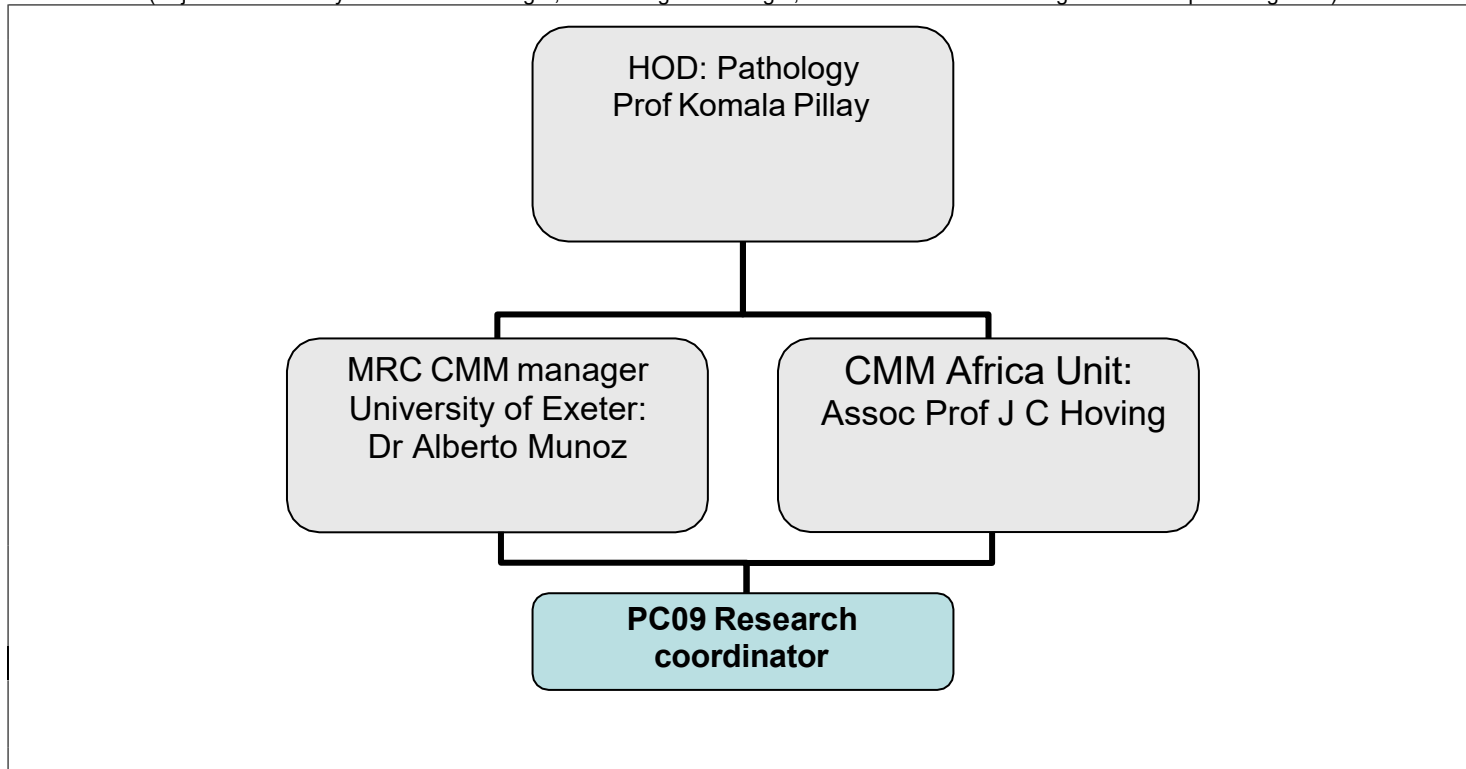 HOD: Pathology
Prof Komala Pillay
MRC CMM manager
University of Exeter:
Dr Alberto Munoz
CMM Africa Unit:
Assoc Prof J C Hoving
PC09 Research
coordinator